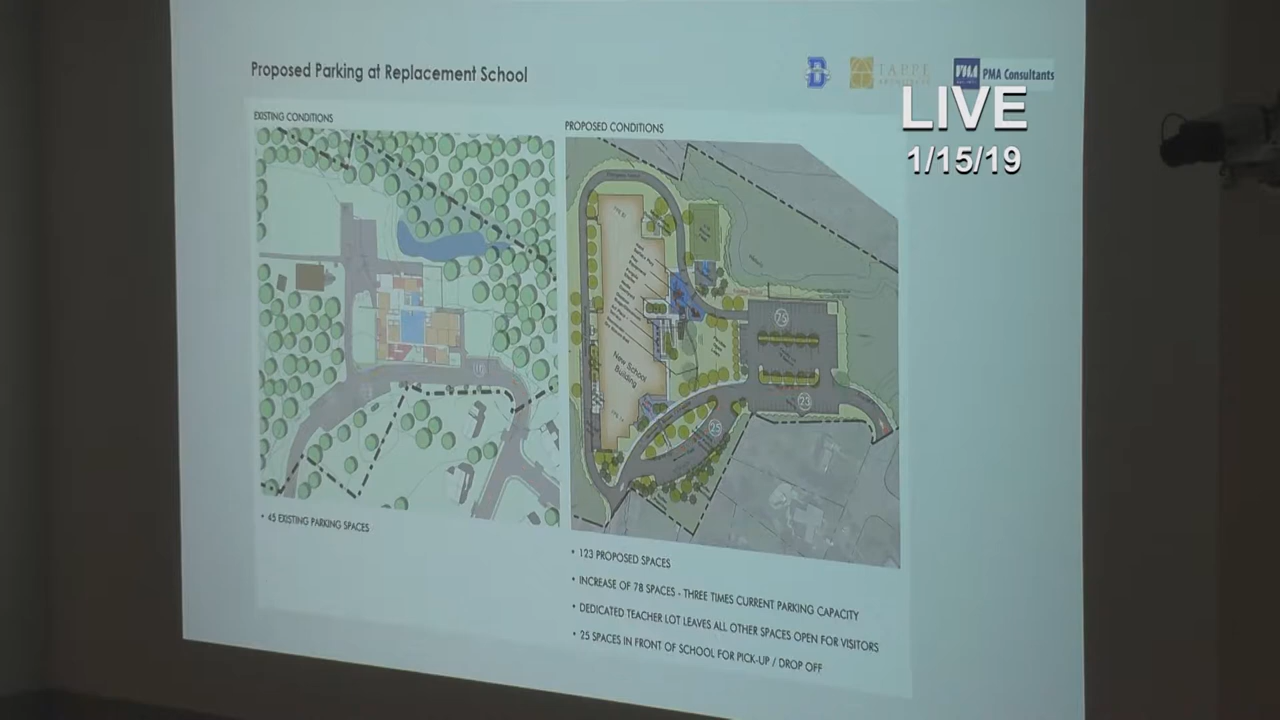 Proposed Parking at Replacement School
TAPPE
PMA
PMA Consultants
LIVE
1/15/19
EXISTING CONDITIONS
PROPOSED CONDITIONS
New School
Building
75
23
25
• 45 EXISTING PARKING SPACES
• 123 PROPOSED SPACES
• INCREASE OF 78 SPACES - THREE TIMES CURRENT PARKING CAPACITY
• DEDICATED TEACHER LOT LEAVES ALL OTHER SPACES OPEN FOR VISITORS
• 25 SPACES IN FRONT OF SCHOOL FOR PICK-UP / DROP OFF